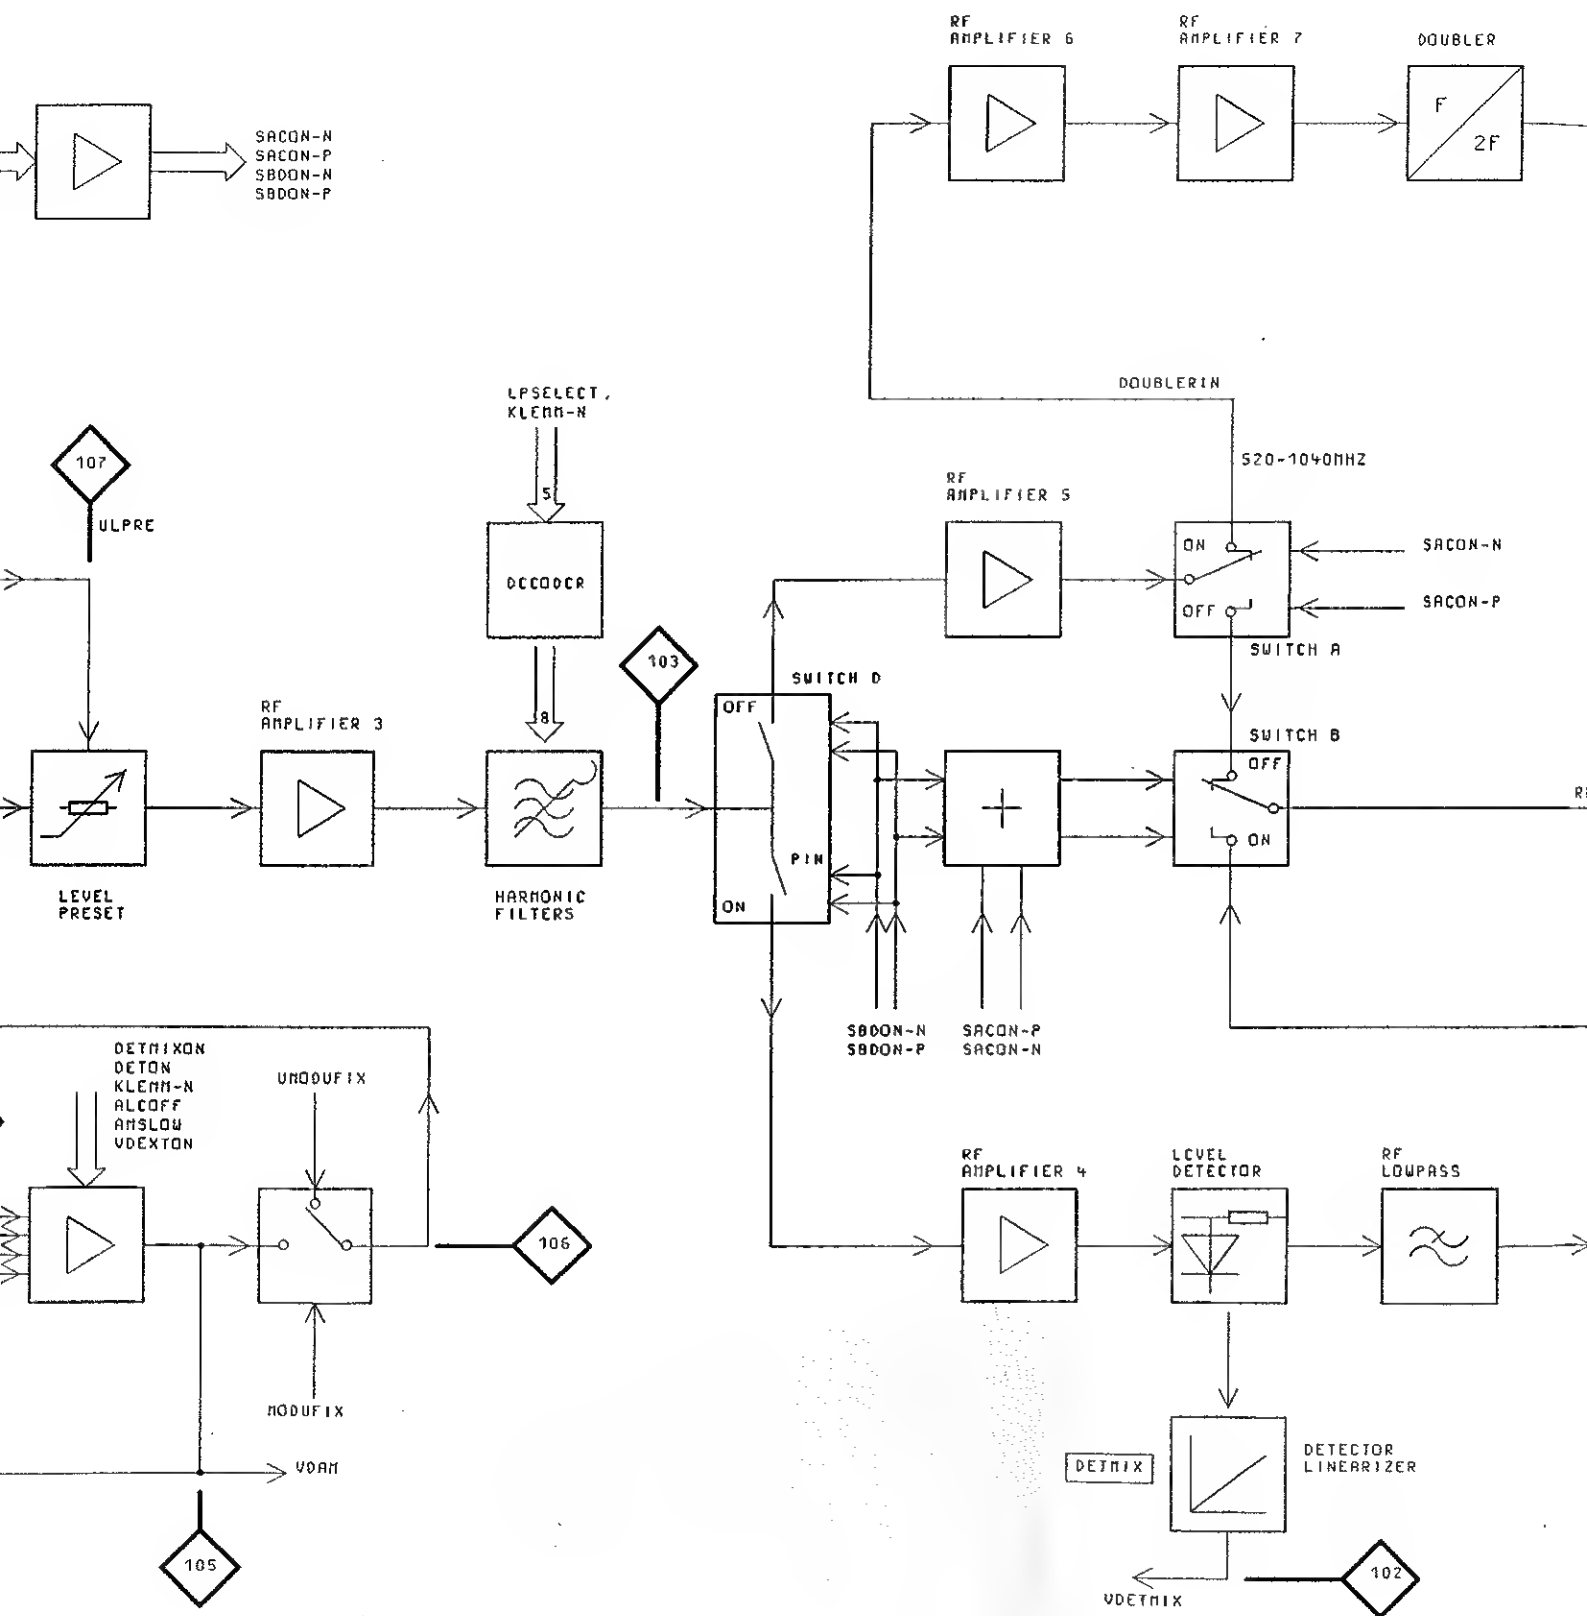 RF
AMPLIFIER 6
RF
AMPLIFIER 7
DOUBLER
F
2F
SACON-N
SACON-P
SBDON-N
SBDON-P
DOUBLERIN
LPSELECT,
KLEMM-N
107
520-1040MHZ
RF
AMPLIFIER 5
5
ULPRE
ON
SACON-N
DECODER
OFF
SACON-P
SWITCH A
103
SWITCH D
RF
AMPLIFIER 3
8
OFF
SWITCH B
OFF
PIN
ON
LEVEL
PRESET
HARMONIC
FILTERS
ON
SBDON-N
SBDON-P
SACON-P
SACON-N
DETMIXON
DETON
KLEMM-N
ALCOFF
AMSLOW
VDEXTON
VMODUFIX
RF
AMPLIFIER 4
LEVEL
DETECTOR
RF
LOWPASS
106
MODUFIX
VDAM
DETMIX
DETECTOR
LINEARIZER
105
102
VDETMIX